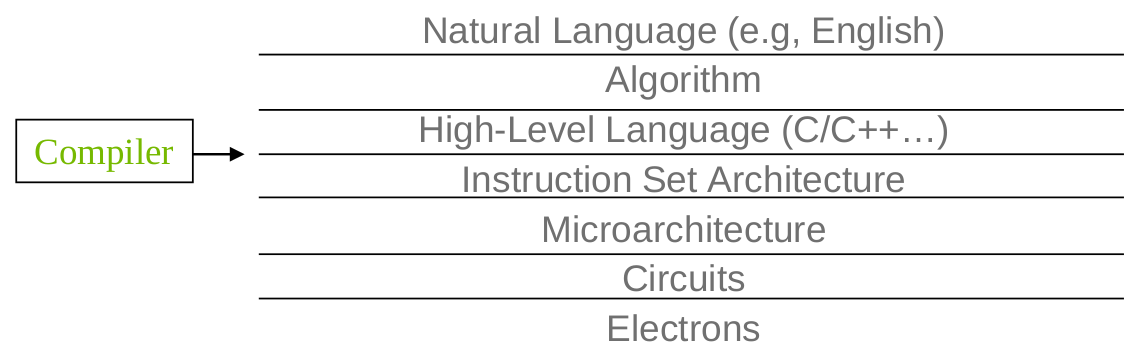 Natural Language (e.g, English)
Algorithm
High-Level Language (C/C++…)
Compiler
Instruction Set Architecture
Microarchitecture
Circuits
Electrons